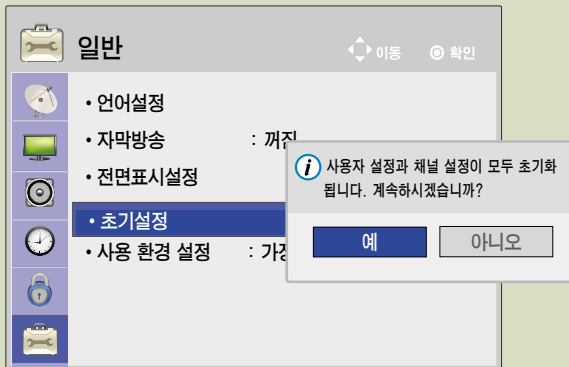 일반
이동 확인
• 언어설정
• 자막방송 : 꺼짐
• 전면표시설정
• 초기설정
• 사용 환경 설정 : 가정
사용자 설정과 채널 설정이 모두 초기화
됩니다. 계속하시겠습니까?
예 아니오